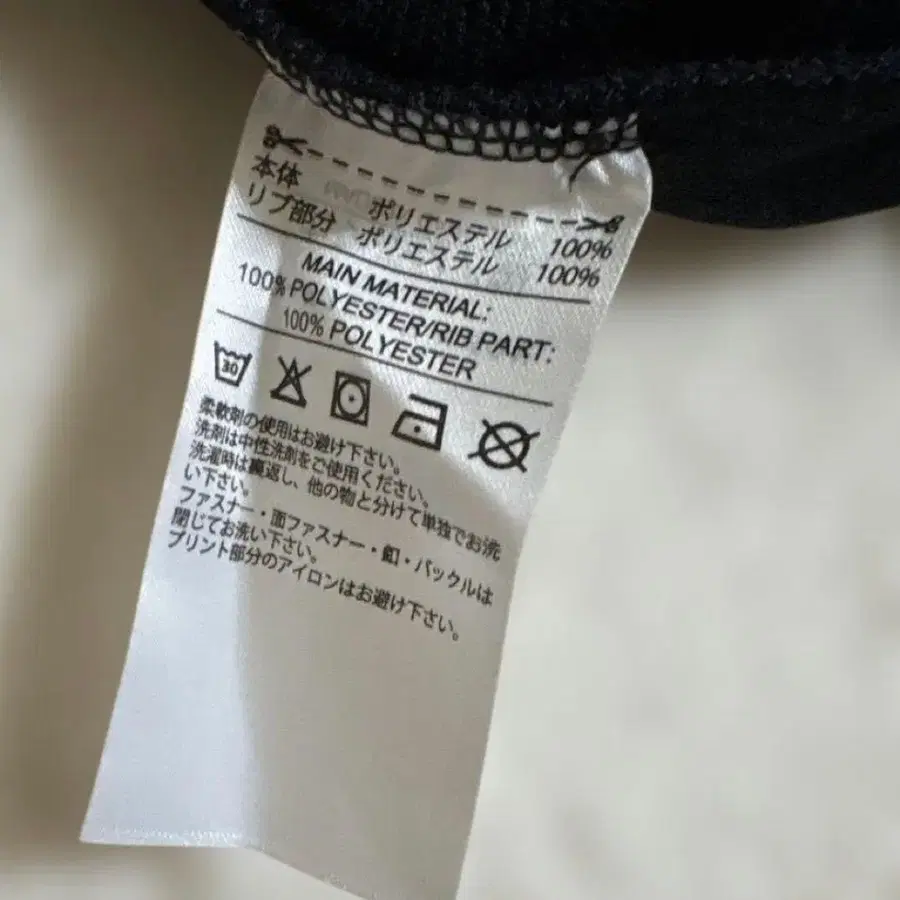 本体 ポリエステル 100%
リブ部分 ポリエステル 100%
MAIN MATERIAL:
100% POLYESTER/RIB PART:
100% POLYESTER
30
柔軟剤の使用はお避け下さい。
洗剤は中性洗剤をご使用ください。
洗濯時は裏返し、他の物と分けて単独でお洗
い下さい。
ファスナー・面ファスナー・釦・バックルは
閉じてお洗い下さい。
プリント部分のアイロンはお避け下さい。